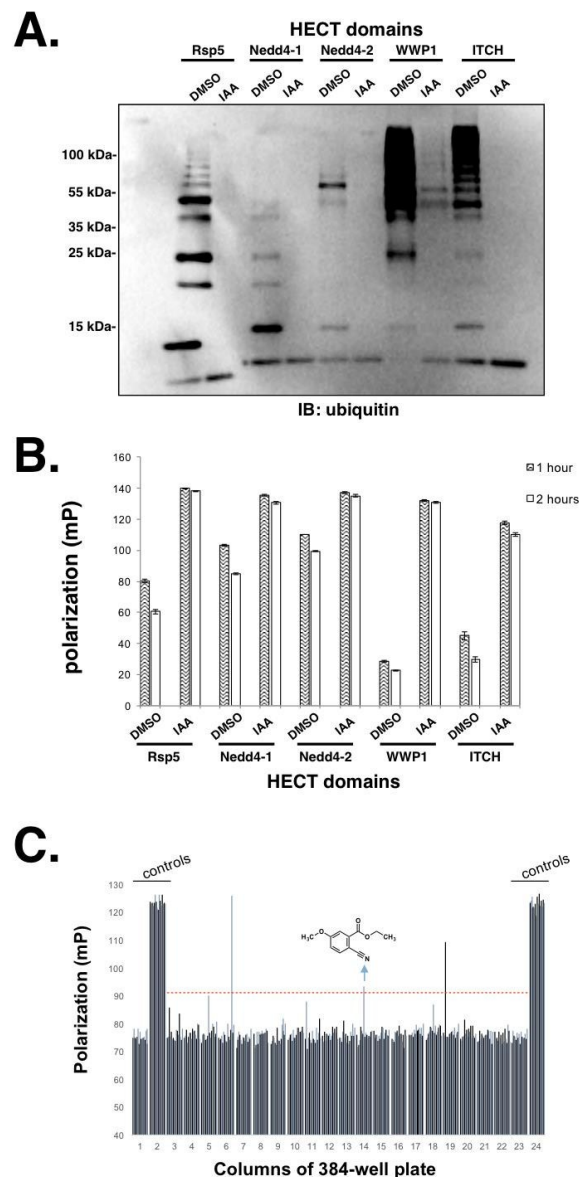 A.
HECT domains
Rsp5 Nedd4-1 Nedd4-2 WWP1 ITCH
DMSO IAA DMSO IAA DMSO IAA DMSO IAA DMSO IAA
100 kDa-
55 kDa-
35 kDa-
25 kDa-
15 kDa-
IB: ubiquitin
B.
polarization (mP)
160
140
120
100
80
60
40
20
0
1 hour
2 hours
DMSO IAA DMSO IAA DMSO IAA DMSO IAA DMSO IAA
Rsp5 Nedd4-1 Nedd4-2 WWP1 ITCH
HECT domains
C.
controls controls
Polarization (mP)
130
120
110
100
90
80
70
60
50
40
O
H₃C O O CH₃
N
1 2 3 4 5 6 7 8 9 10 11 12 13 14 15 16 17 18 19 20 21 22 23 24
Columns of 384-well plate